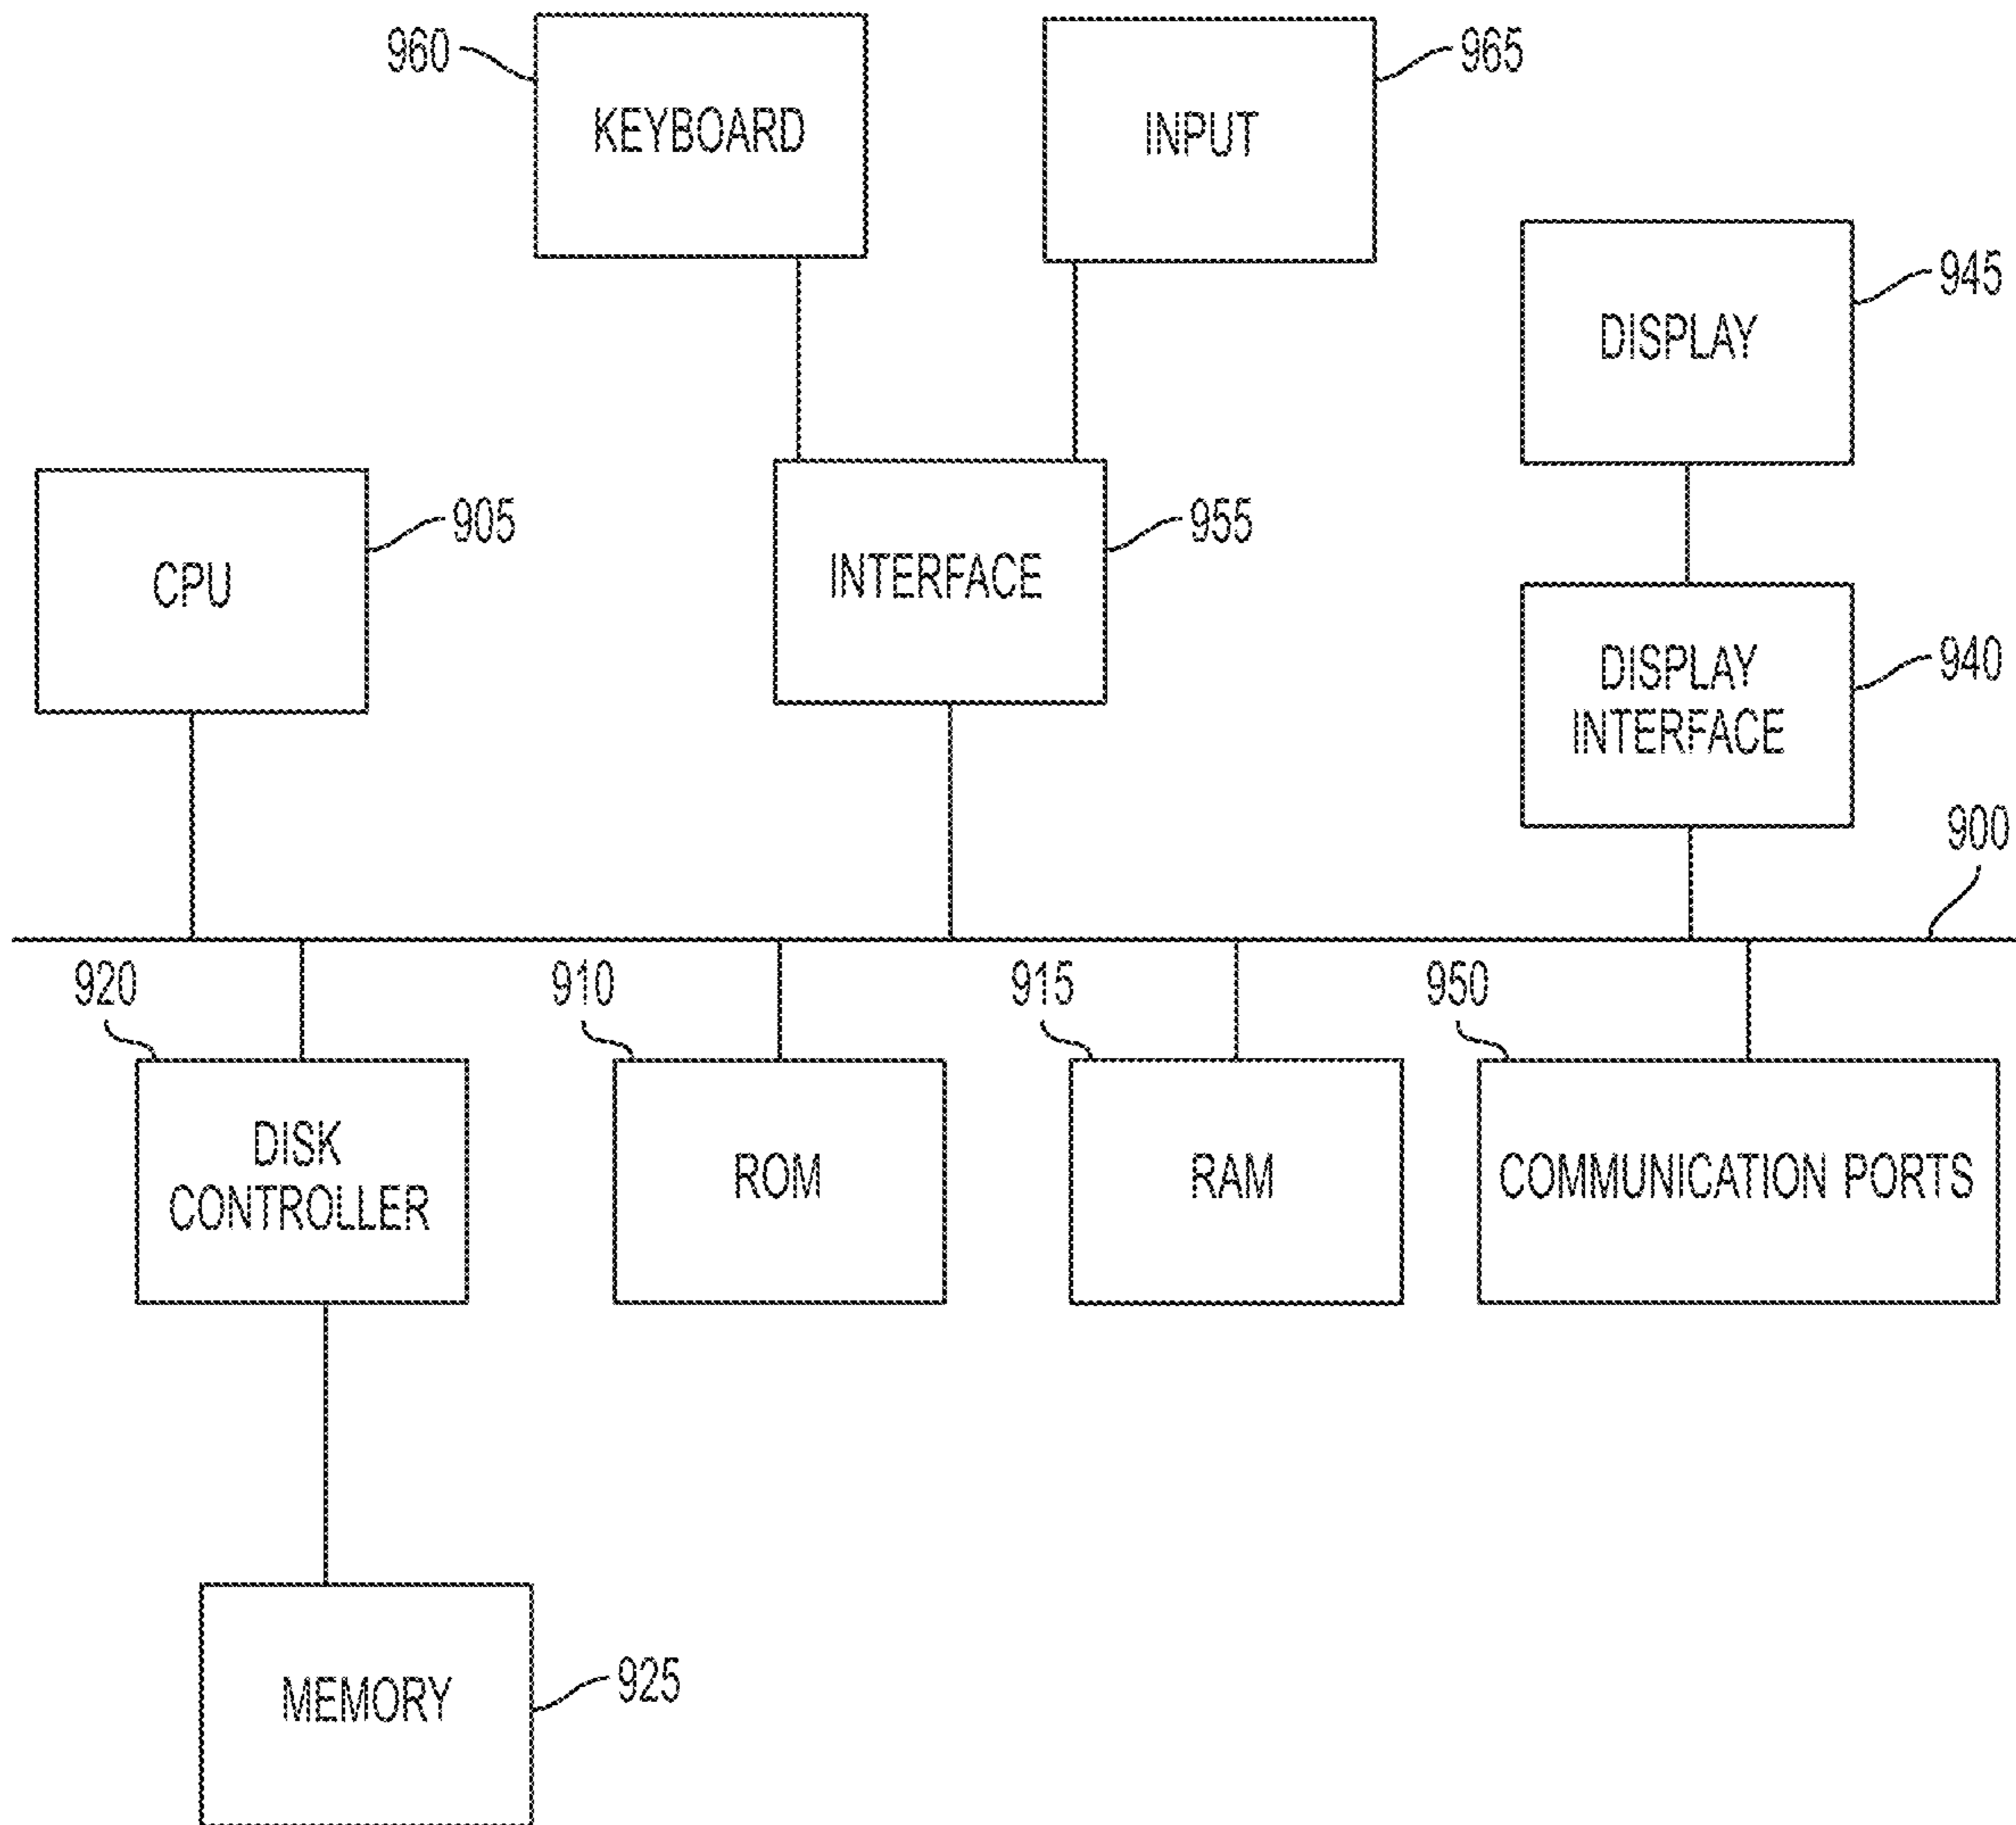 960
KEYBOARD
INPUT
965
DISPLAY
945
CPU
905
INTERFACE
955
DISPLAY
INTERFACE
940
900
920
910
915
950
DISK
CONTROLLER
ROM
RAM
COMMUNICATION PORTS
MEMORY
925